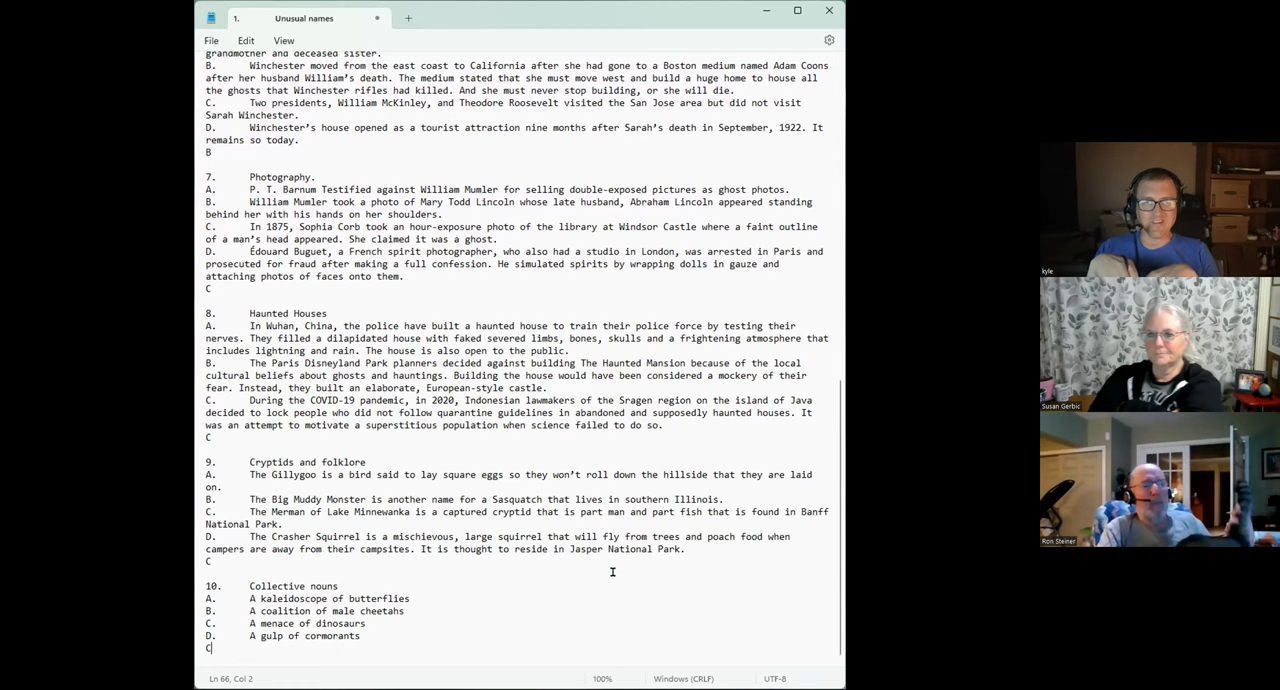 1. Unusual names
File Edit View
grandmother and deceased sister.
B. Winchester moved from the east coast to California after she had gone to a Boston medium named Adam Coons
after her husband William's death. The medium stated that she must move west and build a huge home to house all
the ghosts that Winchester rifles had killed. And she must never stop building, or she will die.
C. Two presidents, William McKinley, and Theodore Roosevelt visited the San Jose area but did not visit
Sarah Winchester.
D. Winchester's house opened as a tourist attraction nine months after Sarah's death in September, 1922. It
remains so today.
B
7. Photography.
A. P. T. Barnum Testified against William Mumler for selling double-exposed pictures as ghost photos.
B. William Mumler took a photo of Mary Todd Lincoln whose late husband, Abraham Lincoln appeared standing
behind her with his hands on her shoulders.
C. In 1875, Sophia Corb took an hour-exposure photo of the library at Windsor Castle where a faint outline
of a man's head appeared. She claimed it was a ghost.
D. Édouard Buguet, a French spirit photographer, who also had a studio in London, was arrested in Paris and
prosecuted for fraud after making a full confession. He simulated spirits by wrapping dolls in gauze and
attaching photos of faces onto them.
C
8. Haunted Houses
A. In Wuhan, China, the police have built a haunted house to train their police force by testing their
nerves. They filled a dilapidated house with faked severed limbs, bones, skulls and a frightening atmosphere that
includes lightning and rain. The house is also open to the public.
B. The Paris Disneyland Park planners decided against building The Haunted Mansion because of the local
cultural beliefs about ghosts and hauntings. Building the house would have been considered a mockery of their
fear. Instead, they built an elaborate, European-style castle.
C. During the COVID-19 pandemic, in 2020, Indonesian lawmakers of the Sragen region on the island of Java
decided to lock people who did not follow quarantine guidelines in abandoned and supposedly haunted houses. It
was an attempt to motivate a superstitious population when science failed to do so.
C
9. Cryptids and folklore
A. The Gillygoo is a bird said to lay square eggs so they won't roll down the hillside that they are laid
on.
B. The Big Muddy Monster is another name for a Sasquatch that lives in southern Illinois.
C. The Merman of Lake Minnewanka is a captured cryptid that is part man and part fish that is found in Banff
National Park.
D. The Crasher Squirrel is a mischievous, large squirrel that will fly from trees and poach food when
campers are away from their campsites. It is thought to reside in Jasper National Park.
C
10. Collective nouns
A. A kaleidoscope of butterflies
B. A coalition of male cheetahs
C. A menace of dinosaurs
D. A gulp of cormorants
C
Ln 66, Col 2 100% Windows (CRLF) UTF-8
kyle
Susan Gerbic
Ron Steiner